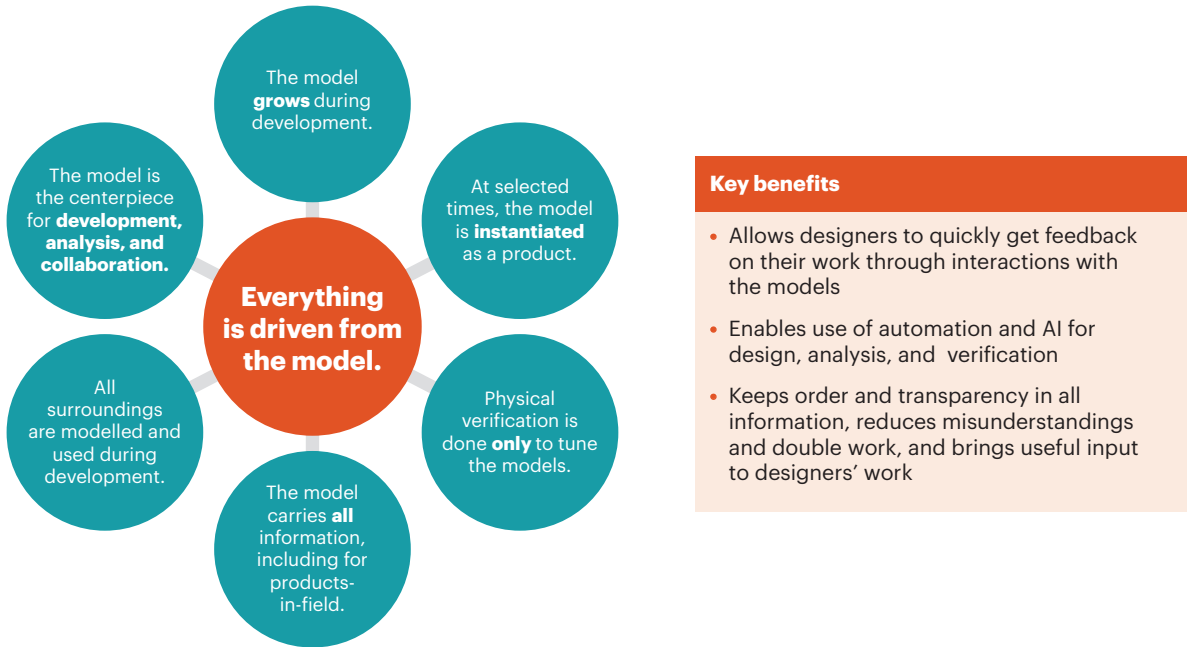 The model
grows during
development.
At selected
times, the model
is instantiated
as a product.
Physical
verification is
done only to tune
the models.
The model
carries all
information,
including for
products-
in-field.
All
surroundings
are modelled and
used during
development.
The model is
the centerpiece
for development,
analysis, and
collaboration.
Everything
is driven from
the model.
Key benefits
• Allows designers to quickly get feedback
on their work through interactions with
the models
• Enables use of automation and AI for
design, analysis, and verification
• Keeps order and transparency in all
information, reduces misunderstandings
and double work, and brings useful input
to designers’ work